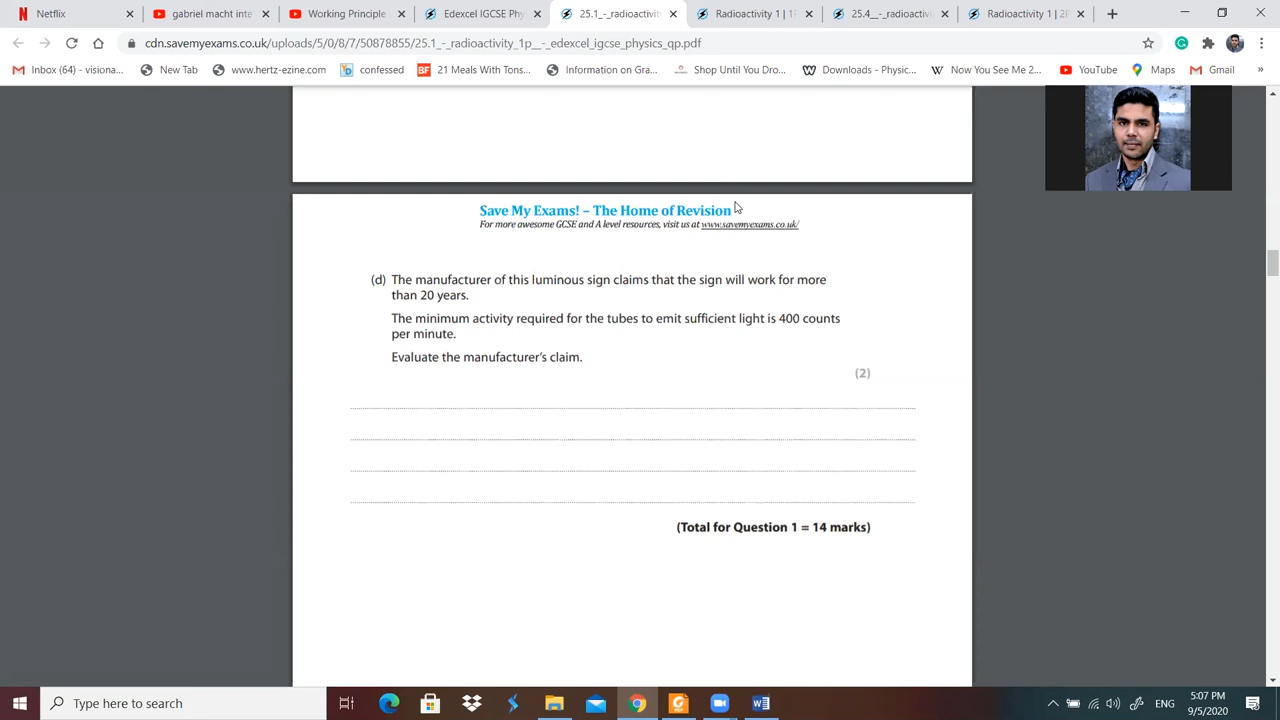 Netflix
gabriel macht inte
Working Principle
Edexcel IGCSE Phy
25.1_-_radioactivit
Radioactivity 1 | 1P
25.4__-_radioactivi
Radioactivity 1 | 2P
cdn.savemyexams.co.uk/uploads/5/0/8/7/50878855/25.1_-_radioactivity_1p__-_edexcel_igcse_physics_qp.pdf
Inbox (64) - visiona...
New Tab
www.hertz-ezine.com
confessed
BF
21 Meals With Tons...
Information on Gra...
Shop Until You Dro...
Downloads - Physic...
Now You See Me 2...
YouTube
Maps
Gmail
»
Save My Exams! – The Home of Revision
For more awesome GCSE and A level resources, visit us at www.savemyexams.co.uk/
(d) The manufacturer of this luminous sign claims that the sign will work for more
than 20 years.
The minimum activity required for the tubes to emit sufficient light is 400 counts
per minute.
Evaluate the manufacturer's claim.
(2)
(Total for Question 1 = 14 marks)
Type here to search
ENG
5:07 PM
9/5/2020